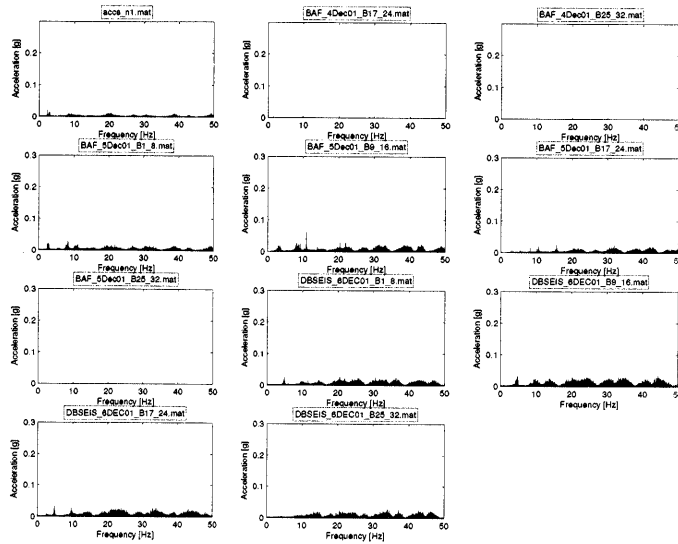 accs_n1.mat
BAF_4Dec01_B17_24.mat
BAF_4Dec01_B25_32.mat
Acceleration [g]
0.2
0.1
0
0 10 20 30 40 50
Frequency [Hz]
Acceleration [g]
0.2
0.1
0
0 10 20 30 40 50
Frequency [Hz]
Acceleration [g]
0.2
0.1
0
0 10 20 30 40 50
Frequency [Hz]
BAF_5Dec01_B1_8.mat
BAF_5Dec01_B9_16.mat
BAF_5Dec01_B17_24.mat
Acceleration [g]
0.3
0.2
0.1
0
0 10 20 30 40 50
Frequency [Hz]
Acceleration [g]
0.3
0.2
0.1
0
0 10 20 30 40 50
Frequency [Hz]
Acceleration [g]
0.3
0.2
0.1
0
0 10 20 30 40 50
Frequency [Hz]
BAF_5Dec01_B25_32.mat
DBSEIS_6DEC01_B1_8.mat
DBSEIS_6DEC01_B9_16.mat
Acceleration [g]
0.3
0.2
0.1
0
0 10 20 30 40 50
Frequency [Hz]
Acceleration [g]
0.3
0.2
0.1
0
0 10 20 30 40 50
Frequency [Hz]
Acceleration [g]
0.3
0.2
0.1
0
0 10 20 30 40 50
Frequency [Hz]
DBSEIS_6DEC01_B17_24.mat
DBSEIS_6DEC01_B25_32.mat
Acceleration [g]
0.3
0.2
0.1
0
0 10 20 30 40 50
Frequency [Hz]
Acceleration [g]
0.3
0.2
0.1
0
0 10 20 30 40 50
Frequency [Hz]